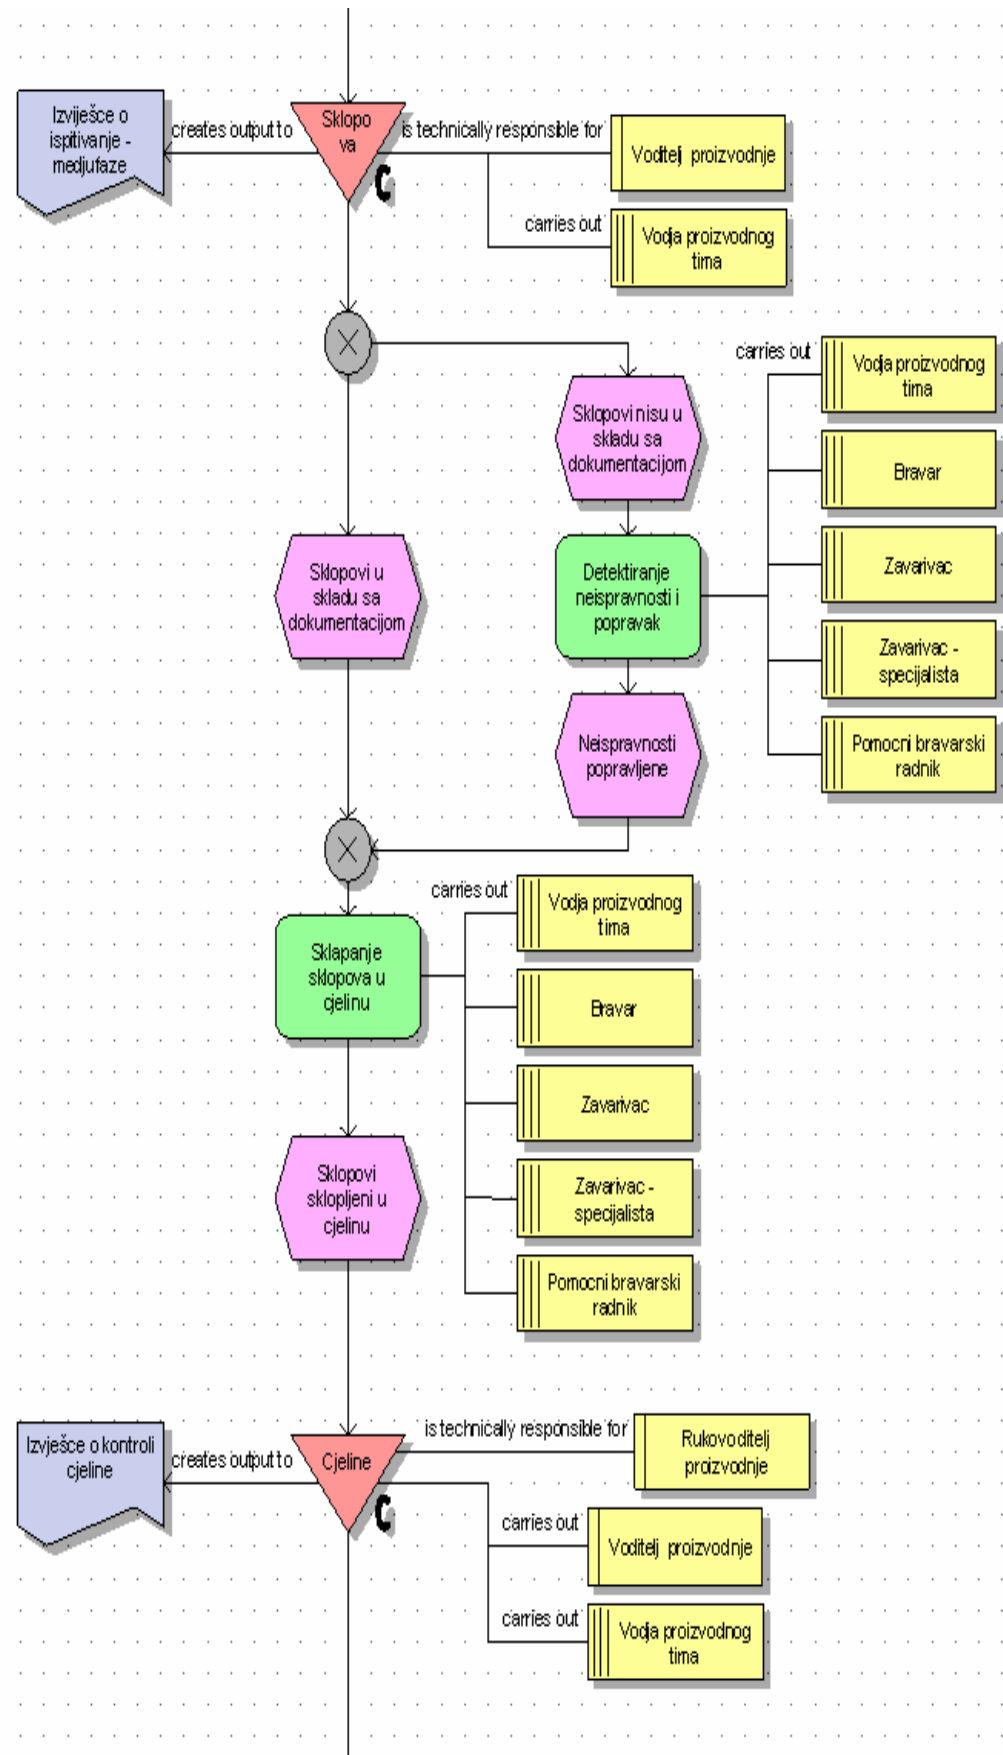 Izviješce o
ispitivanje -
medjufaze
creates output to
Sklopo
va
C
is technically responsible for
Voditelj proizvodnje
carries out
Vodja proizvodnog
tima
X
Sklopovi nisu u
skladu sa
dokumentacijom
carries out
Vodja proizvodnog
tima
Bravar
Sklopovi u
skladu sa
dokumentacijom
Detektiranje
neispravnosti i
popravak
Zavarivac
Zavarivac -
specijalista
Neispravnosti
popravljene
Pomocni bravarski
radnik
X
carries out
Vodja proizvodnog
tima
Sklapanje
sklopova u
cjelinu
Bravar
Zavarivac
Sklopovi
sklopljeni u
cjelinu
Zavarivac -
specijalista
Pomocni bravarski
radnik
Izvješce o kontroli
cjeline
creates output to
Cjeline
C
is technically responsible for
Rukovoditelj
proizvodnje
carries out
Voditelj proizvodnje
carries out
Vodja proizvodnog
tima